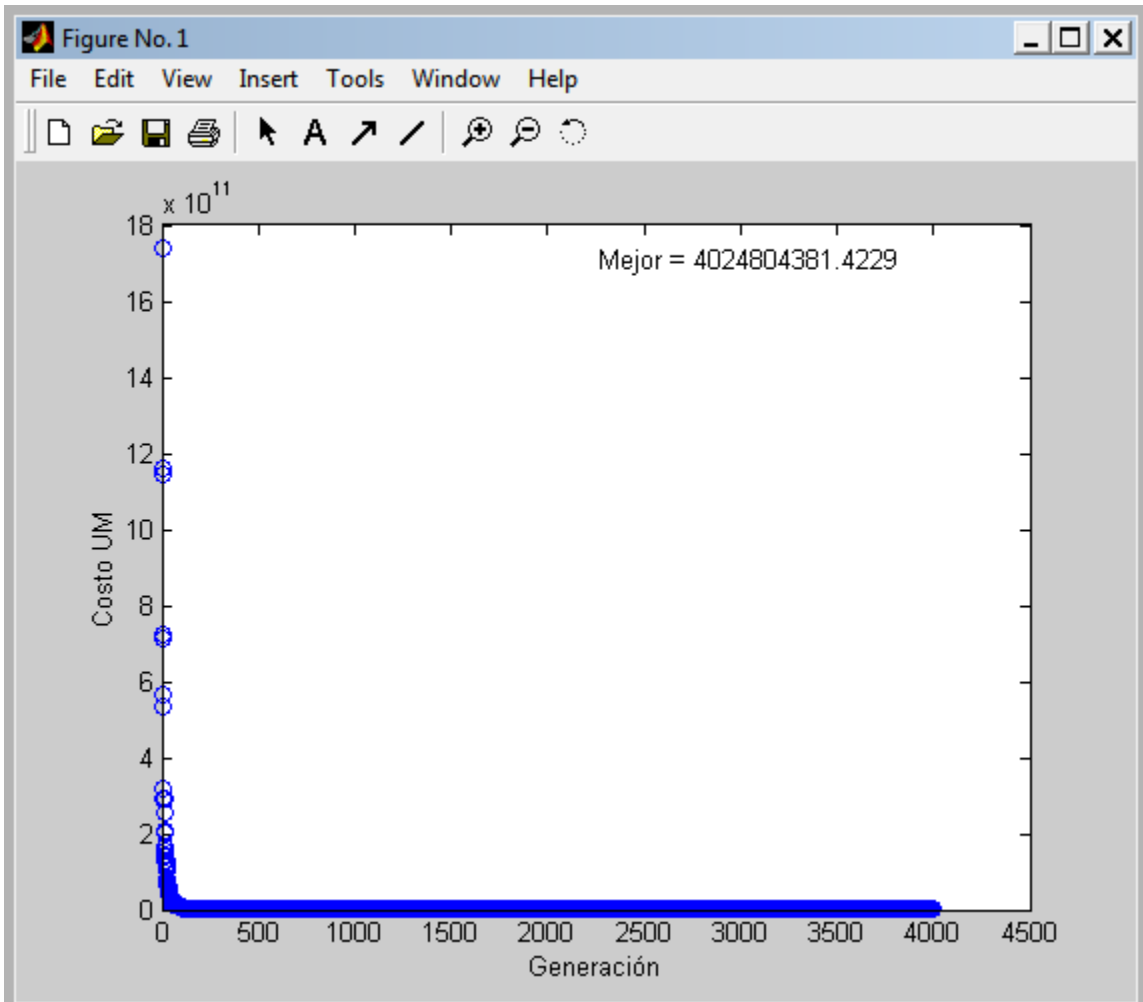 Figure No. 1
File Edit View Insert Tools Window Help
A
x 10^11
18
Mejor = 4024804381.4229
16
14
12
10
8
6
4
2
0
Costo UM
0 500 1000 1500 2000 2500 3000 3500 4000 4500
Generación